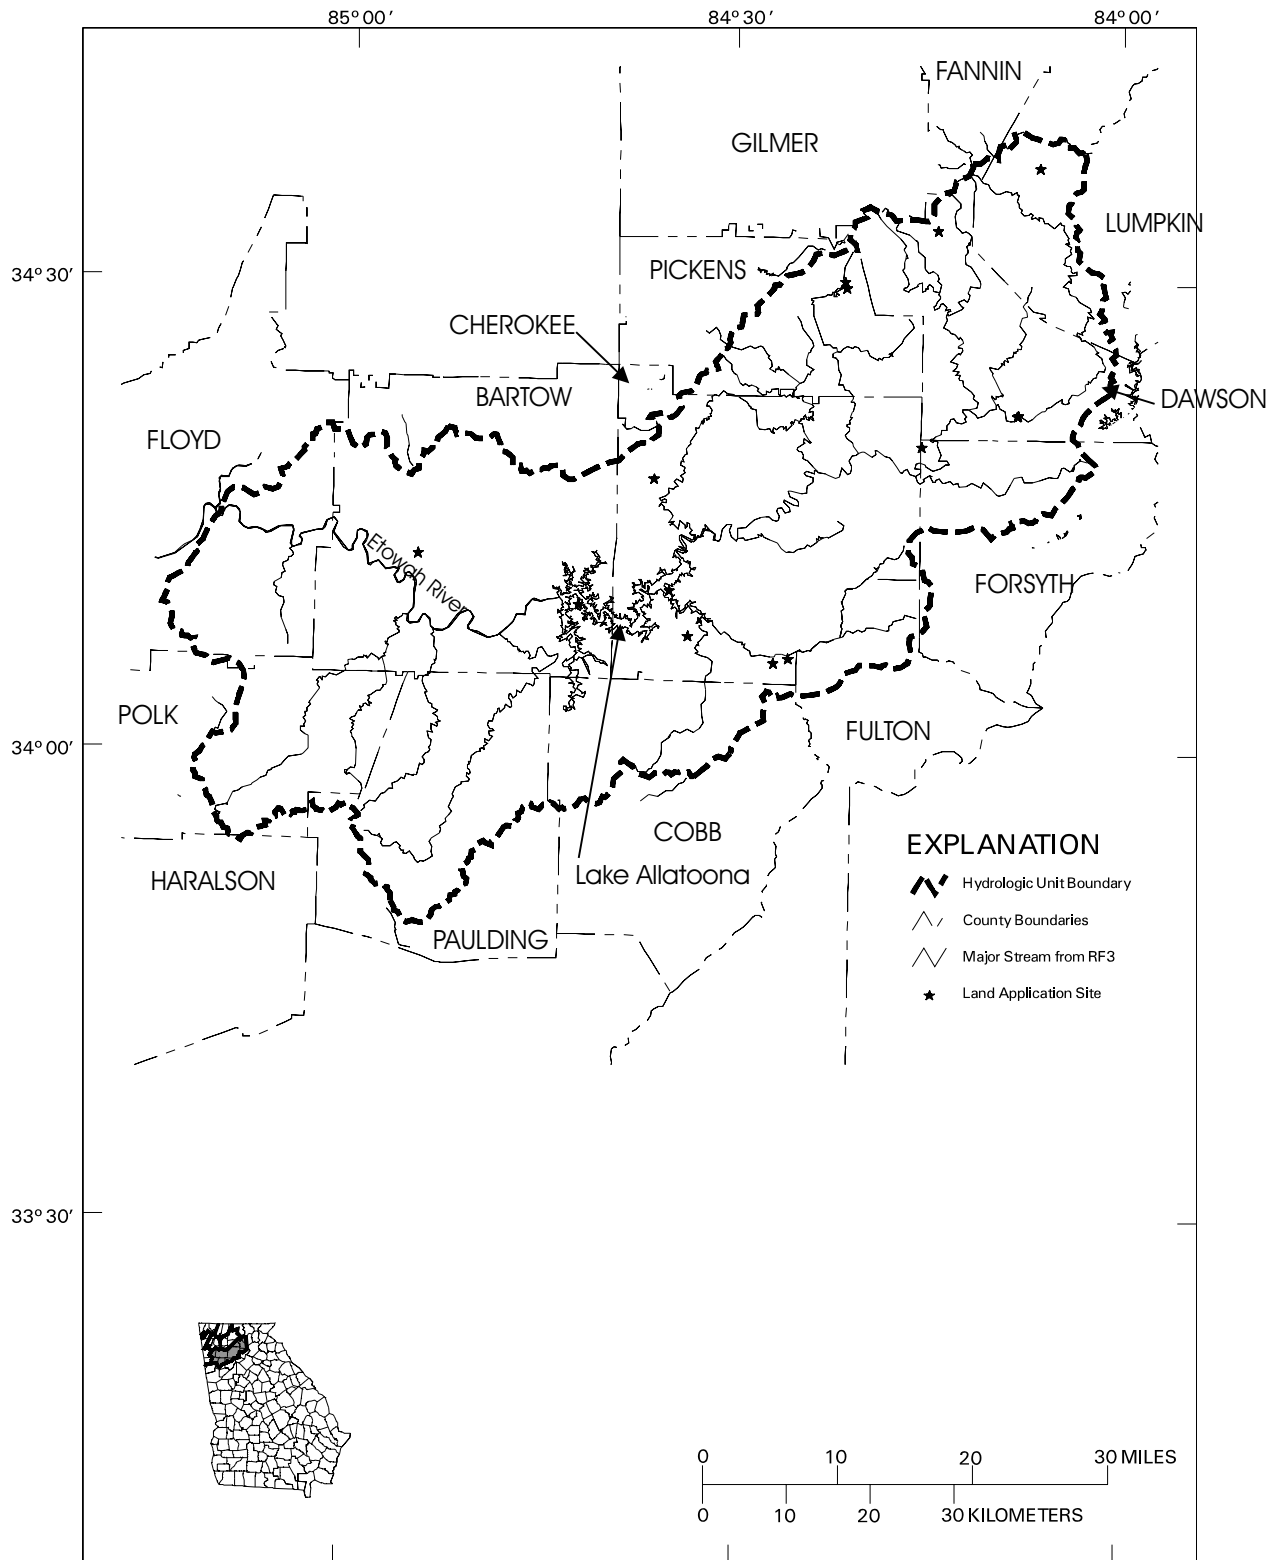 85° 00'
84° 30'
84° 00'
FANNIN
GILMER
LUMPKIN
34° 30'
PICKENS
CHEROKEE
BARTOW
DAWSON
FLOYD
Etowah River
FORSYTH
POLK
FULTON
34° 00'
COBB
EXPLANATION
Lake Allatoona
HARALSON
Hydrologic Unit Boundary
County Boundaries
PAULDING
Major Stream from RF3
Land Application Site
33° 30'
0 10 20 30 MILES
0 10 20 30 KILOMETERS